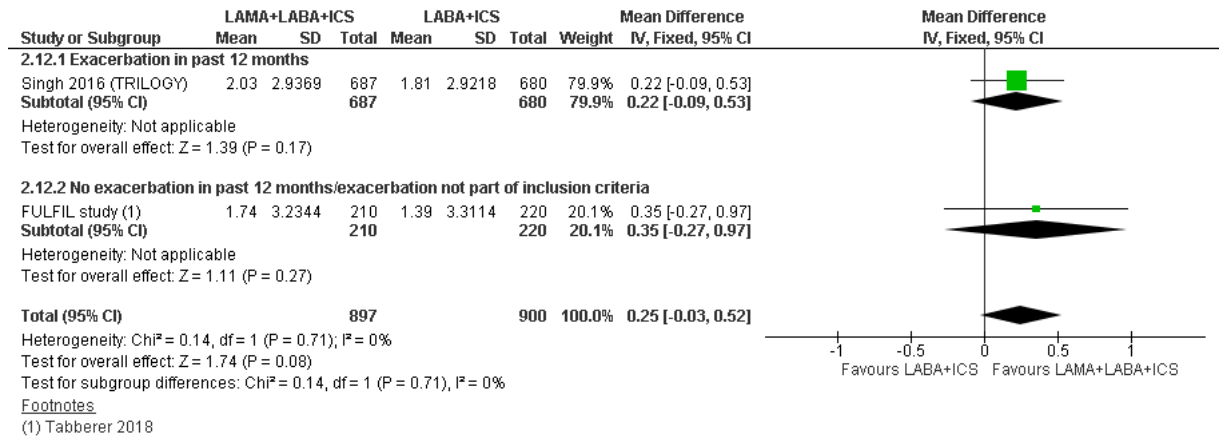 LAMA+LABA+ICS LABA+ICS Mean Difference Mean Difference
Study or Subgroup Mean SD Total Mean SD Total Weight IV, Fixed, 95% CI IV, Fixed, 95% CI
2.12.1 Exacerbation in past 12 months
Singh 2016 (TRILOGY) 2.03 2.9369 687 1.81 2.9218 680 79.9% 0.22 [-0.09, 0.53]
Subtotal (95% CI) 687 680 79.9% 0.22 [-0.09, 0.53]
Heterogeneity: Not applicable
Test for overall effect: Z = 1.39 (P = 0.17)
2.12.2 No exacerbation in past 12 months/exacerbation not part of inclusion criteria
FULFIL study (1) 1.74 3.2344 210 1.39 3.3114 220 20.1% 0.35 [-0.27, 0.97]
Subtotal (95% CI) 210 220 20.1% 0.35 [-0.27, 0.97]
Heterogeneity: Not applicable
Test for overall effect: Z = 1.11 (P = 0.27)
Total (95% CI) 897 900 100.0% 0.25 [-0.03, 0.52]
Heterogeneity: Chi² = 0.14, df = 1 (P = 0.71); I² = 0%
Test for overall effect: Z = 1.74 (P = 0.08)
Test for subgroup differences: Chi² = 0.14, df = 1 (P = 0.71), I² = 0%
-1 -0.5 0 0.5 1
Favours LABA+ICS Favours LAMA+LABA+ICS
Footnotes
(1) Tabberer 2018